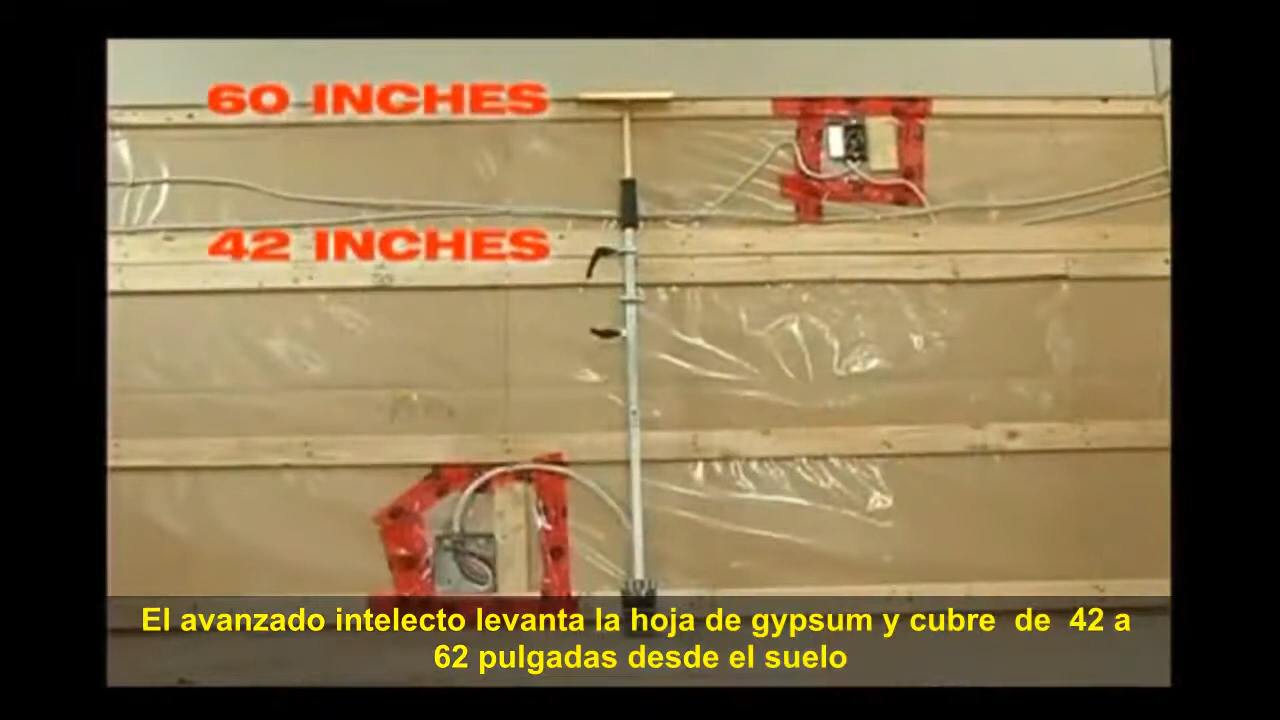 60 INCHES
42 INCHES
El avanzado intelecto levanta la hoja de gypsum y cubre  de  42 a
62 pulgadas desde el suelo